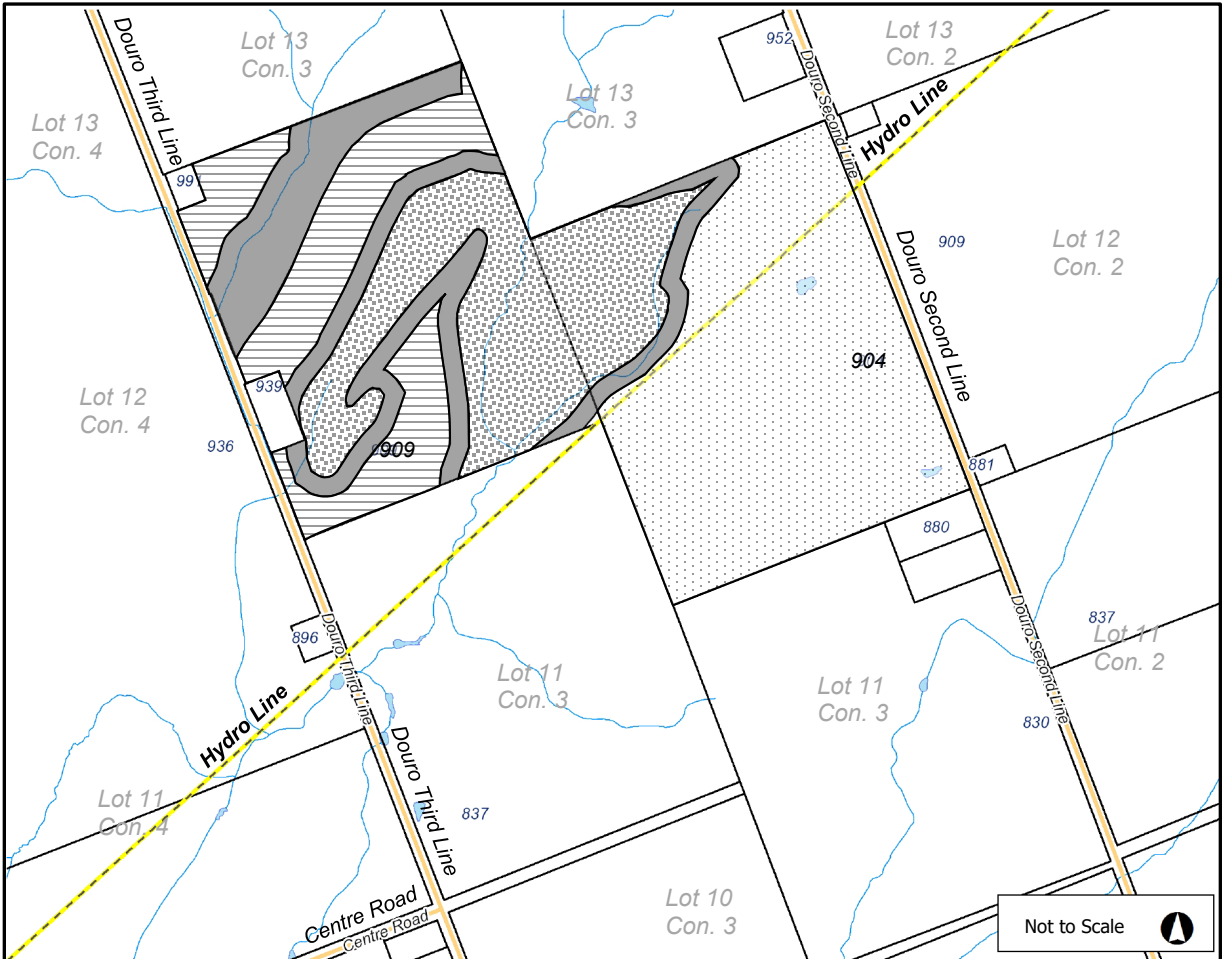 Lot 13
Con. 3
952
Lot 13
Con. 2
Douro Third Line
Douro Second Line
Lot 13
Con. 3
Hydro Line
Lot 13
Con. 4
991
909
Lot 12
Con. 2
Douro Second Line
904
939
Lot 12
Con. 4
936
909
881
880
896
Douro Third Line
Douro Second Line
837
Lot 11
Con. 2
Lot 11
Con. 3
Lot 11
Con. 3
Hydro Line
830
Douro Third Line
Lot 11
Con. 4
837
Centre Road
Centre Road
Lot 10
Con. 3
Not to Scale